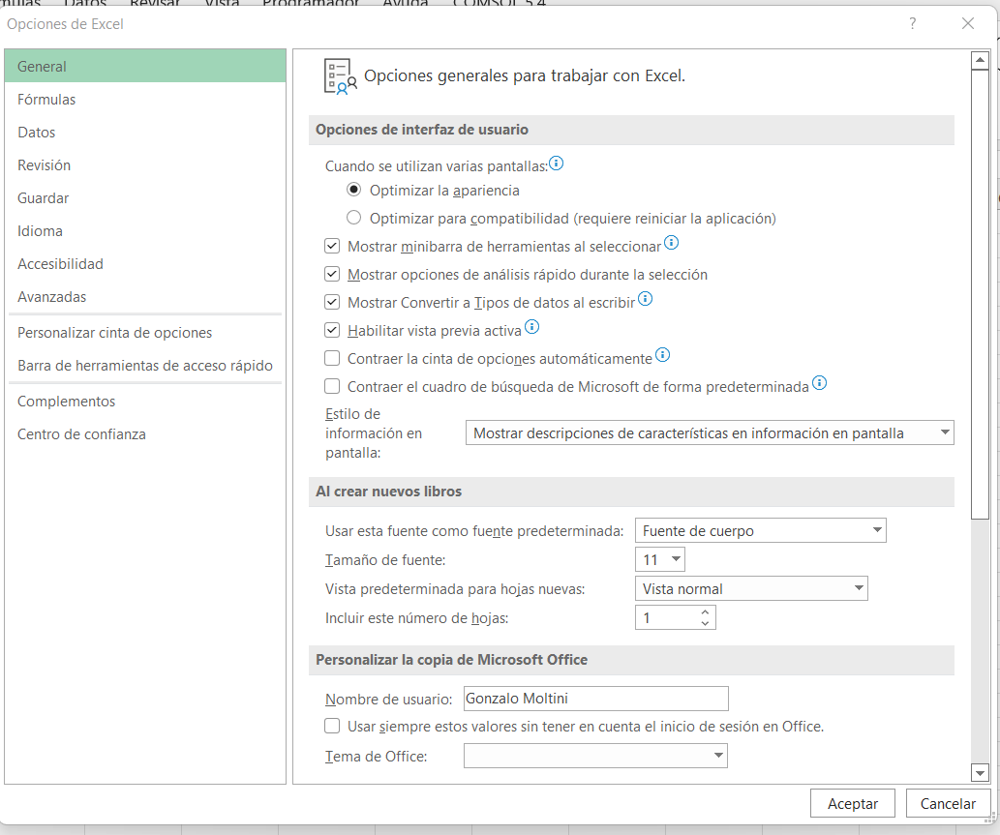 Fórmulas Datos Revisar Vista Programador Ayuda COMSOL 5.4
Opciones de Excel ?
General
Fórmulas
Datos
Revisión
Guardar
Idioma
Accesibilidad
Avanzadas
Personalizar cinta de opciones
Barra de herramientas de acceso rápido
Complementos
Centro de confianza
Opciones generales para trabajar con Excel.
Opciones de interfaz de usuario
Cuando se utilizan varias pantallas:
Optimizar la apariencia
Optimizar para compatibilidad (requiere reiniciar la aplicación)
Mostrar minibarra de herramientas al seleccionar
Mostrar opciones de análisis rápido durante la selección
Mostrar Convertir a Tipos de datos al escribir
Habilitar vista previa activa
Contraer la cinta de opciones automáticamente
Contraer el cuadro de búsqueda de Microsoft de forma predeterminada
Estilo de
información en
pantalla:
Mostrar descripciones de características en información en pantalla
Al crear nuevos libros
Usar esta fuente como fuente predeterminada: Fuente de cuerpo
Tamaño de fuente: 11
Vista predeterminada para hojas nuevas: Vista normal
Incluir este número de hojas: 1
Personalizar la copia de Microsoft Office
Nombre de usuario: Gonzalo Moltini
Usar siempre estos valores sin tener en cuenta el inicio de sesión en Office.
Tema de Office:
Aceptar Cancelar